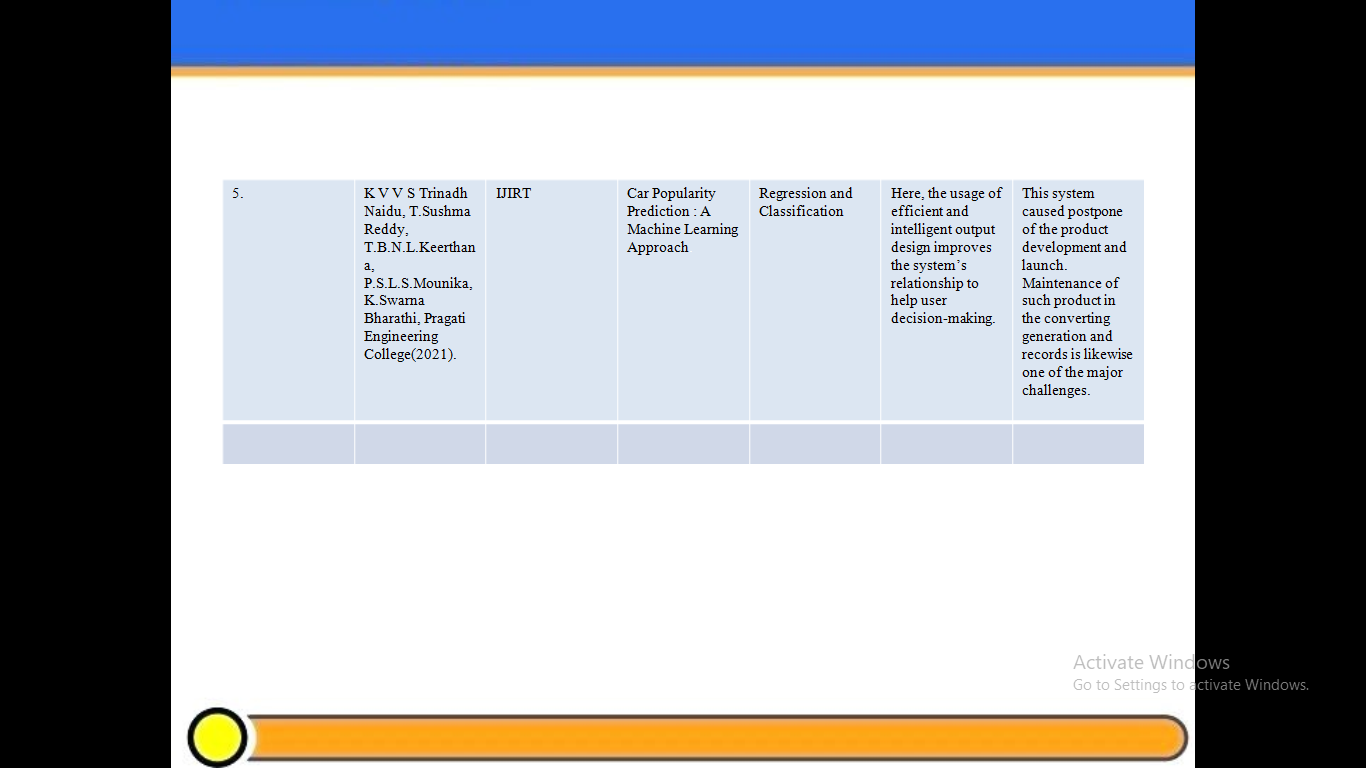 5.
K V V S Trinadh
Naidu, T.Sushma
Reddy,
T.B.N.L.Keerthan
a,
P.S.L.S.Mounika,
K.Swarna
Bharathi, Pragati
Engineering
College(2021).
IJIRT
Car Popularity
Prediction : A
Machine Learning
Approach
Regression and
Classification
Here, the usage of
efficient and
intelligent output
design improves
the system's
relationship to
help user
decision-making.
This system
caused postpone
of the product
development and
launch.
Maintenance of
such product in
the converting
generation and
records is likewise
one of the major
challenges.
Activate Windows
Go to Settings to activate Windows.